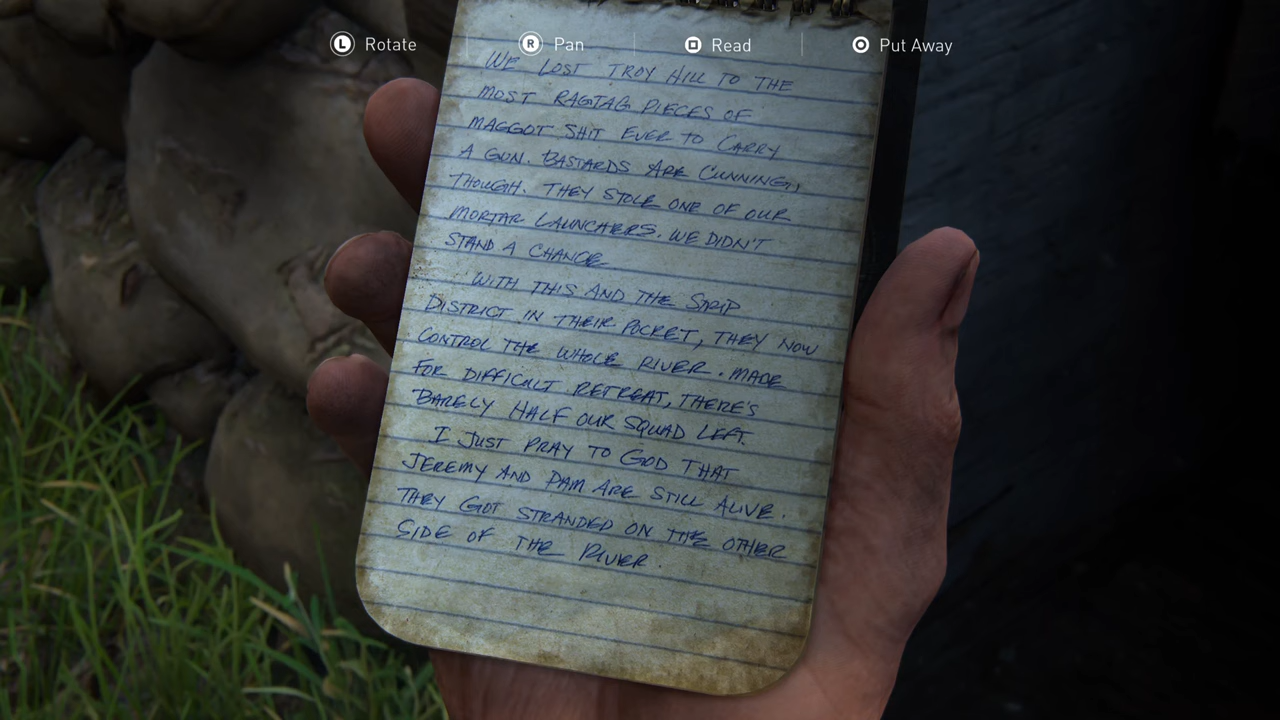 L Rotate R Pan Read Put Away
WE LOST TROY HILL TO THE
MOST RAGTAG PIECES OF
MAGGOT SHIT EVER TO CARRY
A GUN. BASTARDS ARE CUNNING,
THOUGH. THEY STOLE ONE OF OUR
MORTAR LAUNCHERS. WE DIDN'T
STAND A CHANCE
WITH THIS AND THE STRIP
DISTRICT IN THEIR POCKET, THEY NOW
CONTROL THE WHOLE RIVER. MADE
FOR DIFFICULT RETREAT, THERE'S
BARELY HALF OUR SQUAD LEFT.
I JUST PRAY TO GOD THAT
JEREMY AND PAM ARE STILL ALIVE.
THEY GOT STRANDED ON THE OTHER
SIDE OF THE RIVER.